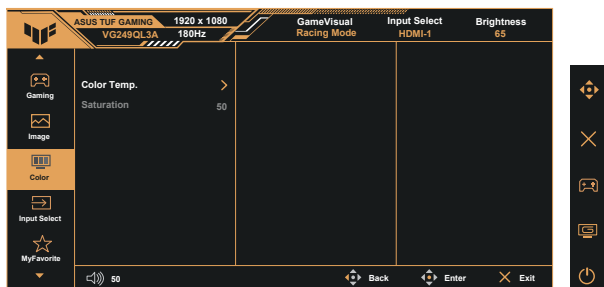 ASUS TUF GAMING 1920 x 1080 GameVisual Input Select Brightness
VG249QL3A 180Hz Racing Mode HDMI-1 65
Gaming
Color Temp.
Saturation 50
Image
Color
Input Select
MyFavorite
50 Back Enter Exit